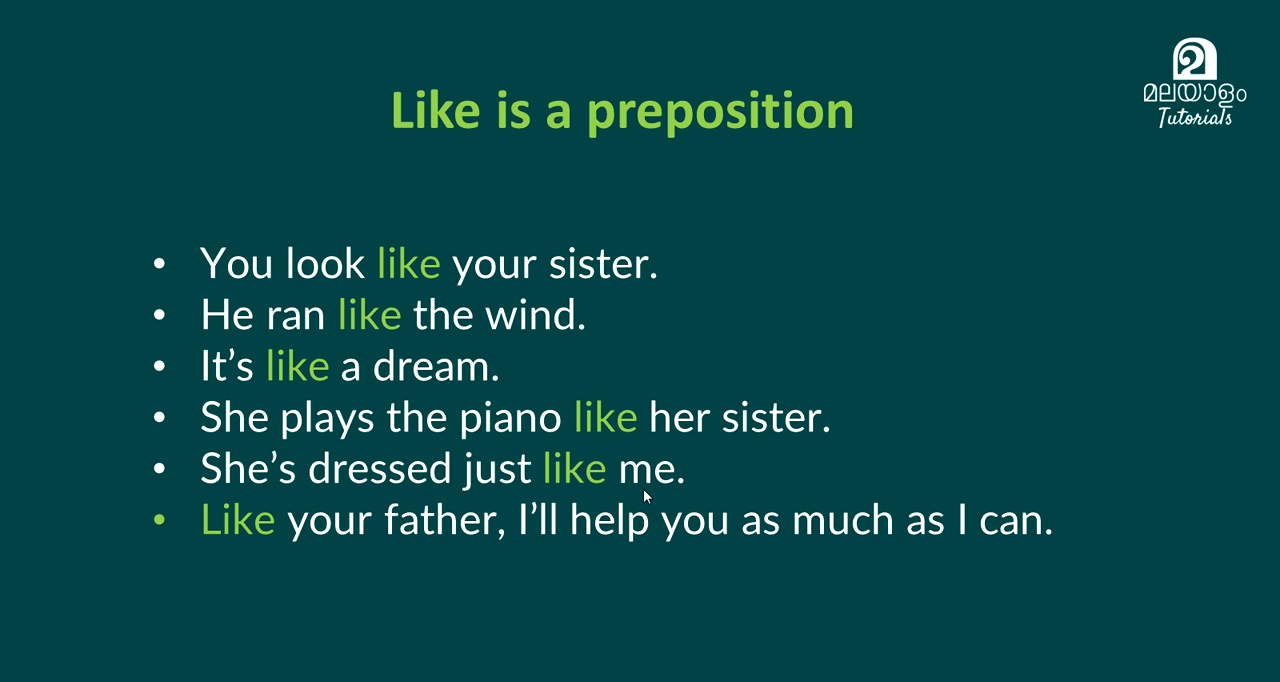 മ
മലയാളം
Tutorials
Like is a preposition
• You look like your sister.
• He ran like the wind.
• It’s like a dream.
• She plays the piano like her sister.
• She’s dressed just like me.
• Like your father, I’ll help you as much as I can.